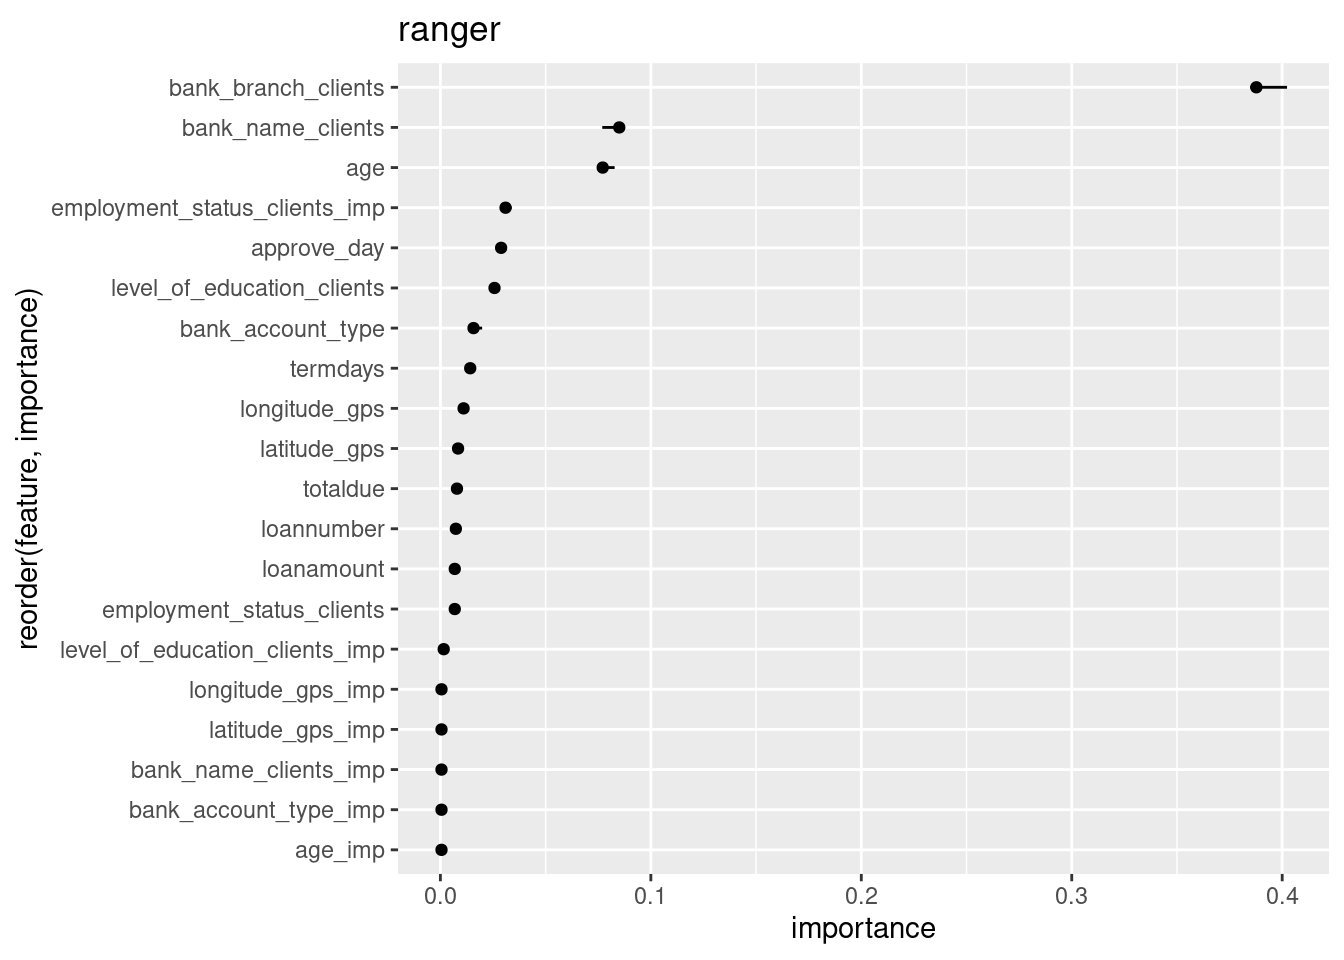 ranger
reorder(feature, importance)
bank_branch_clients
bank_name_clients
age
employment_status_clients_imp
approve_day
level_of_education_clients
bank_account_type
termdays
longitude_gps
latitude_gps
totaldue
loannumber
loanamount
employment_status_clients
level_of_education_clients_imp
longitude_gps_imp
latitude_gps_imp
bank_name_clients_imp
bank_account_type_imp
age_imp
0.0 0.1 0.2 0.3 0.4
importance